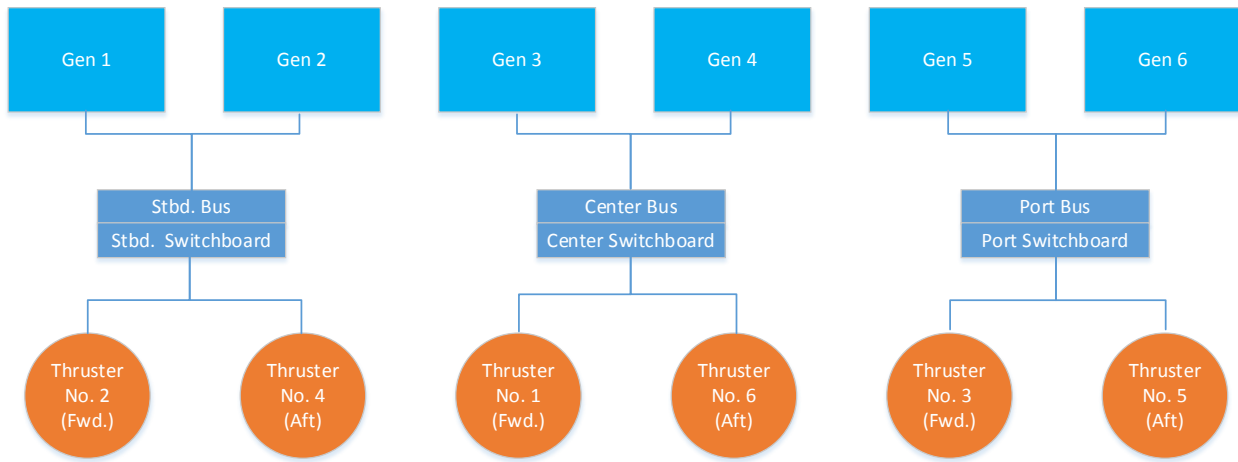 Gen 1
Gen 2
Gen 3
Gen 4
Gen 5
Gen 6
Stbd. Bus
Stbd. Switchboard
Center Bus
Center Switchboard
Port Bus
Port Switchboard
Thruster
No. 2
(Fwd.)
Thruster
No. 4
(Aft)
Thruster
No. 1
(Fwd.)
Thruster
No. 6
(Aft)
Thruster
No. 3
(Fwd.)
Thruster
No. 5
(Aft)